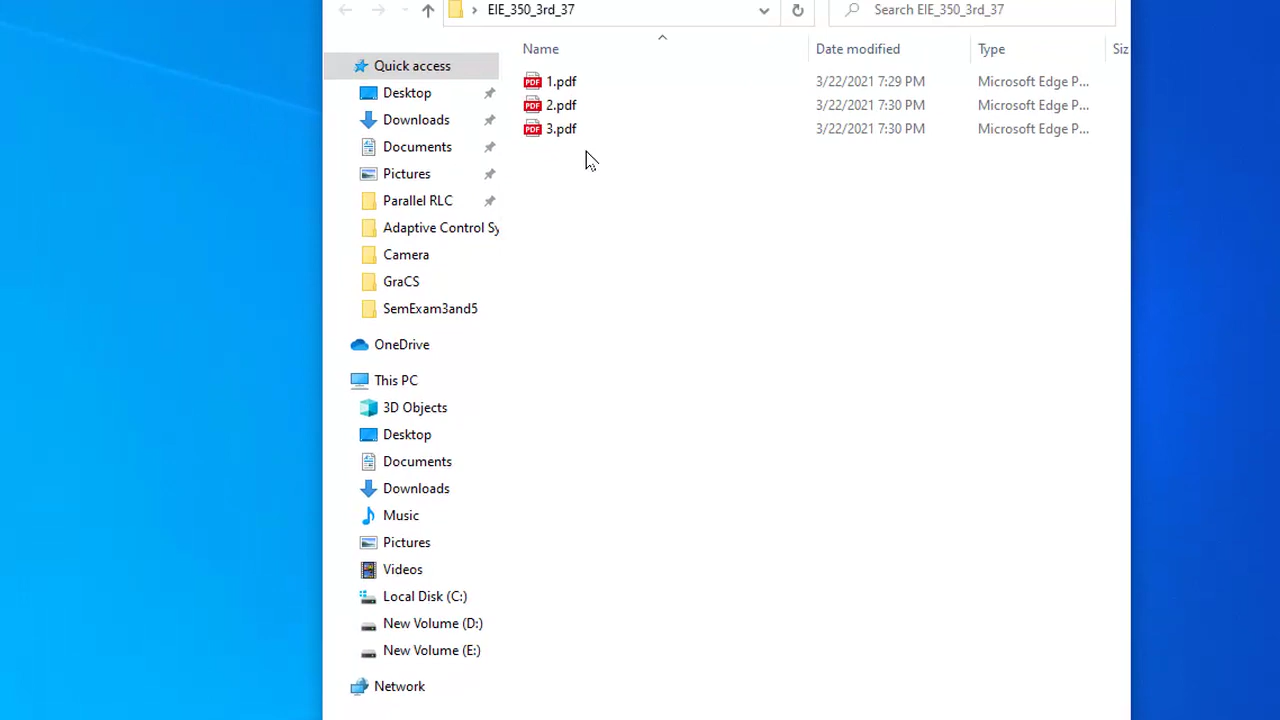 EIE_350_3rd_37
Search EIE_350_3rd_37
Name Date modified Type Siz
PDF 1.pdf 3/22/2021 7:29 PM Microsoft Edge P...
PDF 2.pdf 3/22/2021 7:30 PM Microsoft Edge P...
PDF 3.pdf 3/22/2021 7:30 PM Microsoft Edge P...
Quick access
Desktop
Downloads
Documents
Pictures
Parallel RLC
Adaptive Control Sy
Camera
GraCS
SemExam3and5
OneDrive
This PC
3D Objects
Desktop
Documents
Downloads
Music
Pictures
Videos
Local Disk (C:)
New Volume (D:)
New Volume (E:)
Network